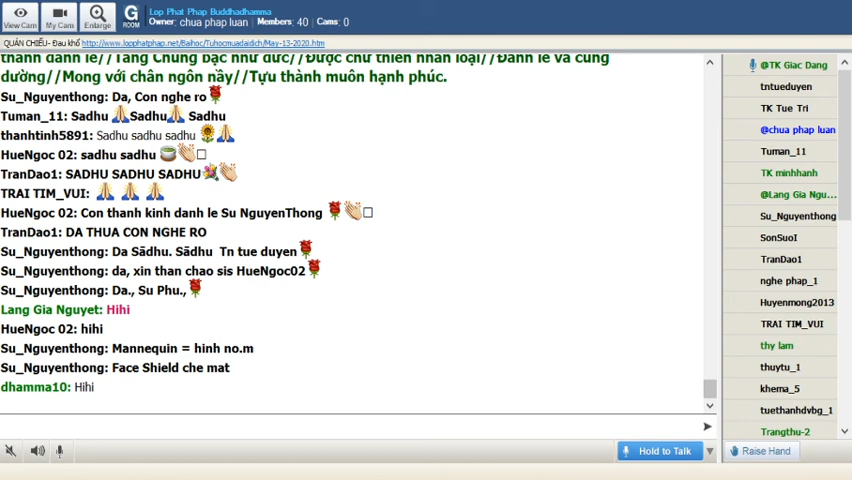 Lop Phat Phap Buddhadhamma
Owner: chua phap luan Members: 40 Cams: 0
View Cam
My Cam
Enlarge
G
ROOM
QUÁN CHIẾU- Đau khổ http://www.lopphatphap.net/Baihoc/Tuhocmuadaidich/May-13-2020.htm
thành đảnh lễ//Tăng Chúng bậc như đức//Được chư thiên nhân loại//Đảnh lễ và cúng
dường//Mong với chân ngôn nầy//Tựu thành muôn hạnh phúc.
Su_Nguyenthong: Da, Con nghe ro
Tuman_11: Sadhu Sadhu Sadhu
thanhtinh5891: Sadhu sadhu sadhu
HueNgoc 02: sadhu sadhu
TranDao1: SADHU SADHU SADHU
TRAI TIM_VUI:
HueNgoc 02: Con thanh kinh danh le Su NguyenThong
TranDao1: DA THUA CON NGHE RO
Su_Nguyenthong: Da Sādhu. Sādhu Tn tue duyen
Su_Nguyenthong: da, xin than chao sis HueNgoc02
Su_Nguyenthong: Da., Su Phu.,
Lang Gia Nguyet: Hihi
HueNgoc 02: hihi
Su_Nguyenthong: Mannequin = hinh no.m
Su_Nguyenthong: Face Shield che mat
dhamma10: Hihi
@TK Giac Dang
tntueduyen
TK Tue Tri
@chua phap luan
Tuman_11
TK minhhanh
@Lang Gia Ngu...
Su_Nguyenthong
SonSuoI
TranDao1
nghe phap_1
Huyenmong2013
TRAI TIM_VUI
thy lam
thuytu_1
khema_5
tuethanhdvbg_1
Trangthu-2
Hold to Talk
Raise Hand